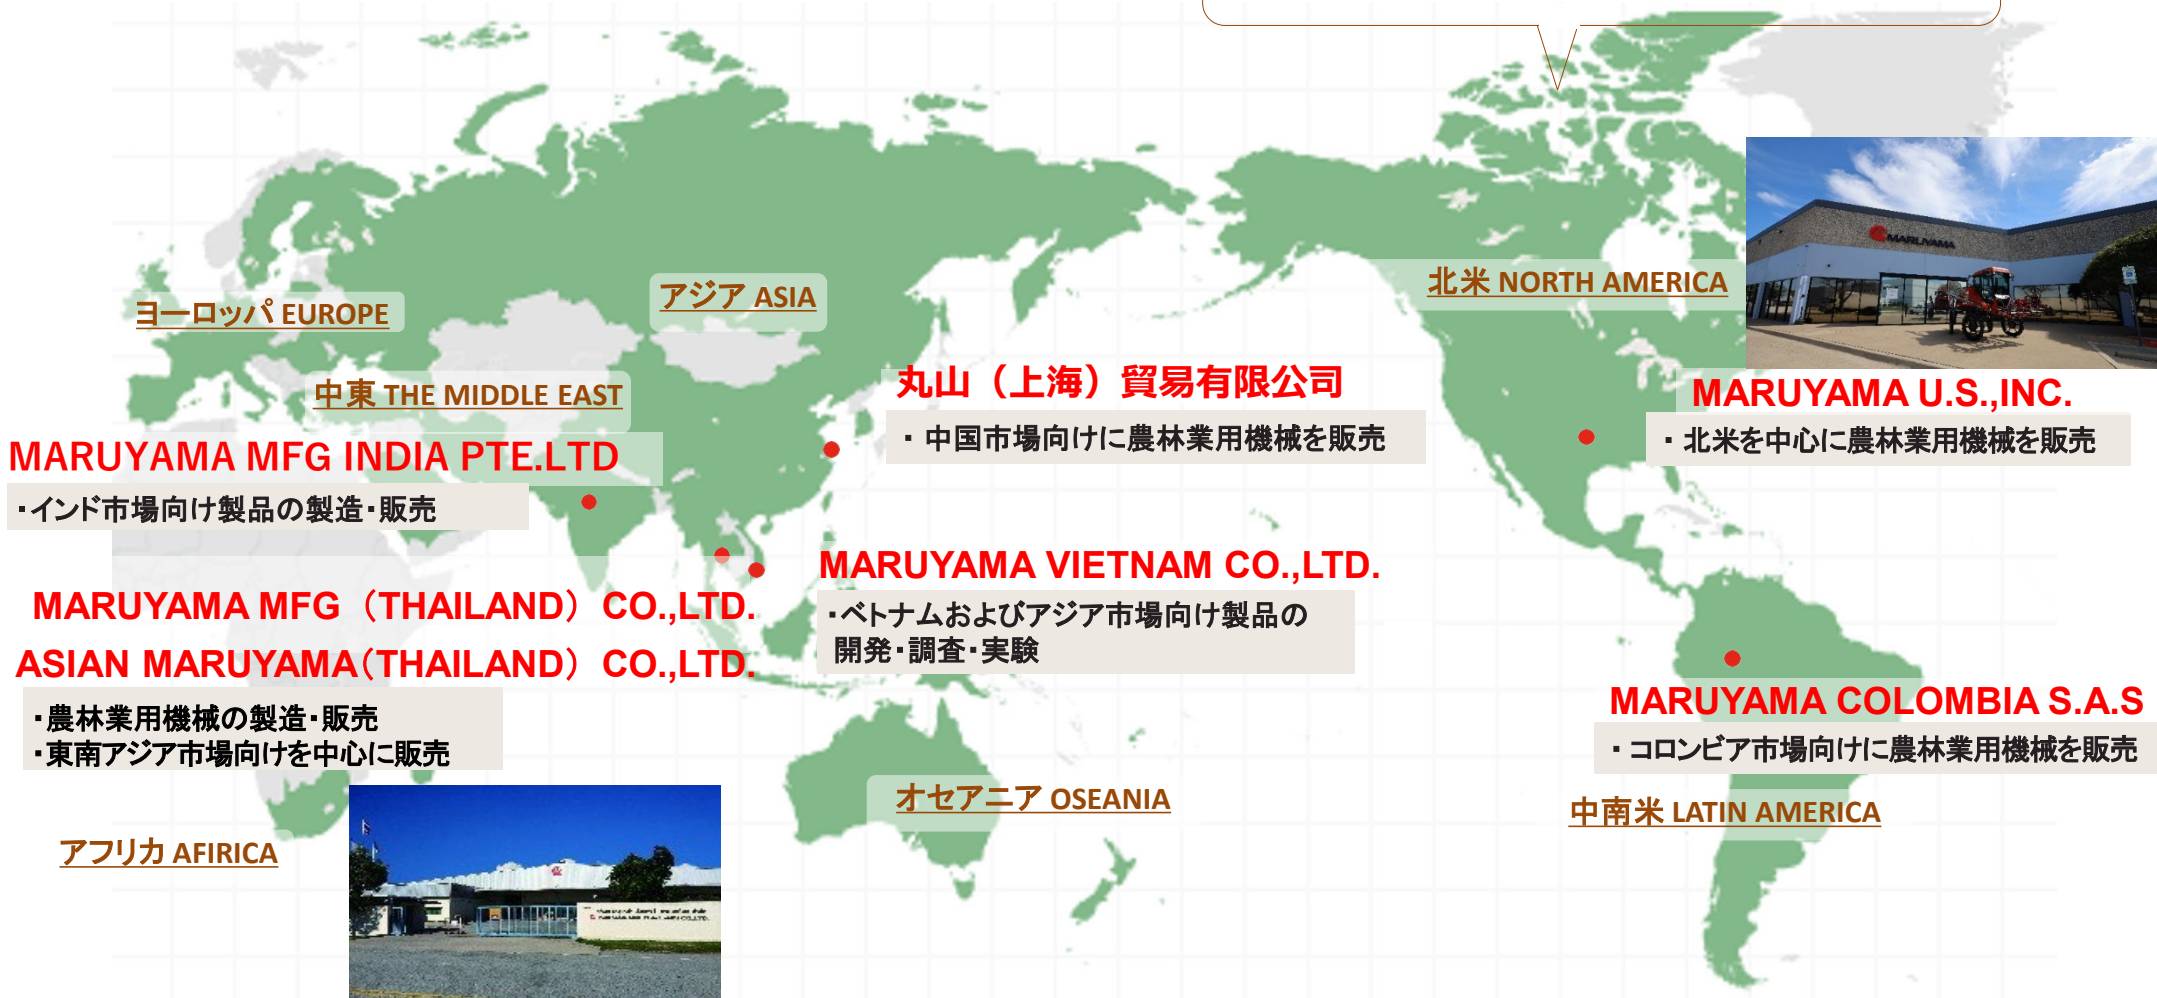 ヨーロッパ EUROPE
アジア ASIA
北米 NORTH AMERICA
MARUYAMA
中東 THE MIDDLE EAST
丸山（上海）貿易有限公司
・中国市場向けに農林業用機械を販売
MARUYAMA U.S.,INC.
・北米を中心に農林業用機械を販売
MARUYAMA MFG INDIA PTE.LTD
・インド市場向け製品の製造・販売
MARUYAMA VIETNAM CO.,LTD.
・ベトナムおよびアジア市場向け製品の
開発・調査・実験
MARUYAMA MFG（THAILAND）CO.,LTD.
ASIAN MARUYAMA（THAILAND）CO.,LTD.
・農林業用機械の製造・販売
・東南アジア市場向けを中心に販売
MARUYAMA COLOMBIA S.A.S
・コロンビア市場向けに農林業用機械を販売
オセアニア OSEANIA
中南米 LATIN AMERICA
アフリカ AFIRICA